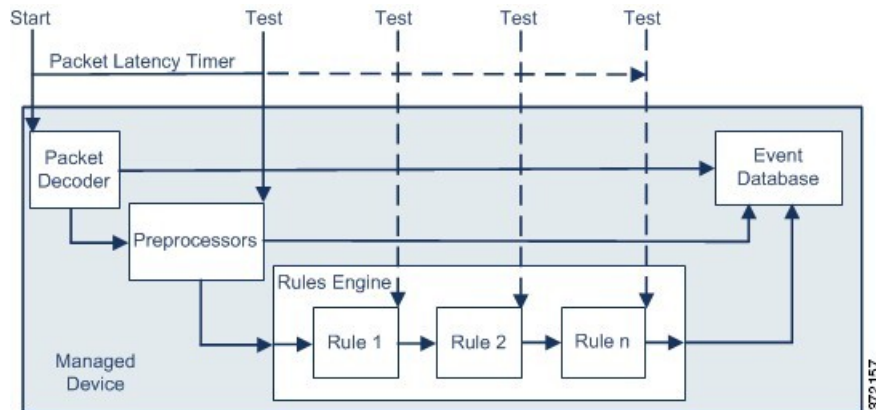 Start
Test
Test
Test
Test
Packet Latency Timer
Packet
Decoder
Event
Database
Preprocessors
Rules Engine
Rule 1
Rule 2
Rule n
Managed
Device
372157